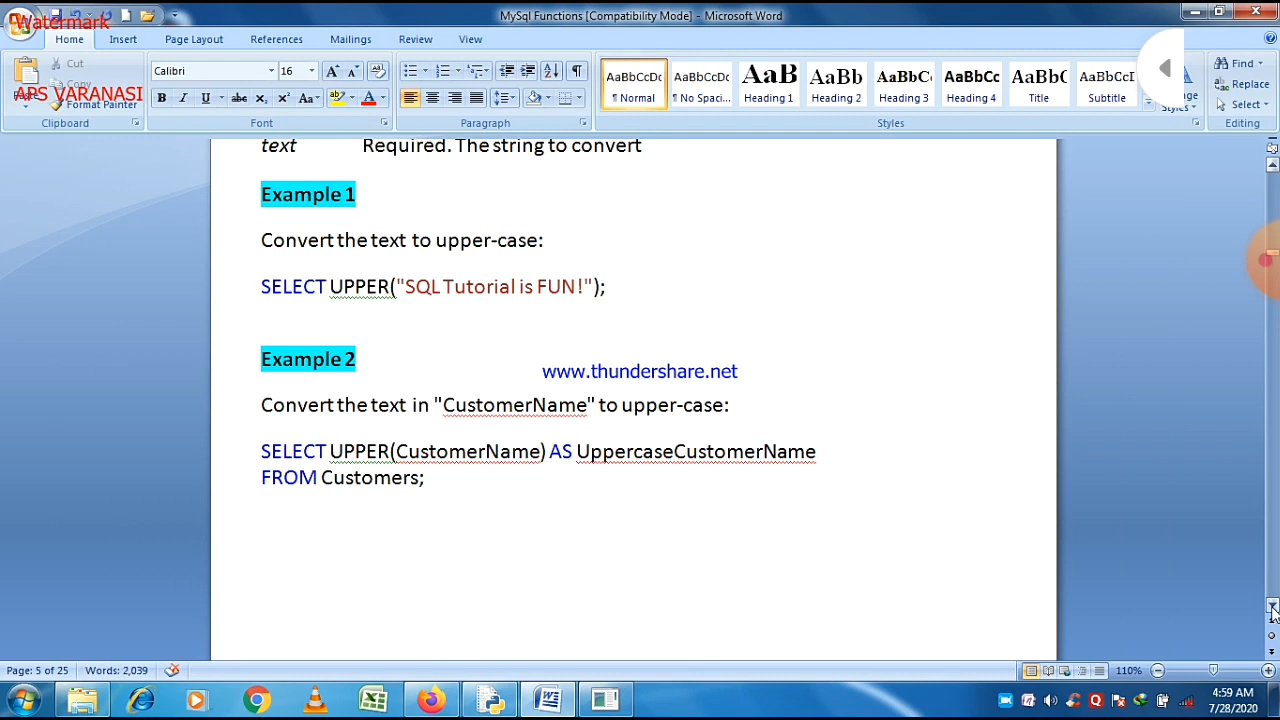 Watermark
MySql Functions [Compatibility Mode] - Microsoft Word
Home Insert Page Layout References Mailings Review View
Cut
Copy
Format Painter
APS VARANASI
Clipboard
Calibri 16
Font
Paragraph
AaBbCcDc AaBbCcDc AaB AaBb AaBbCc AaBbCc AaBbC AaBbCcD
¶ Normal ¶ No Spaci... Heading 1 Heading 2 Heading 3 Heading 4 Title Subtitle
Styles
Find
Replace
Select
Editing
text Required. The string to convert
Example 1
Convert the text to upper-case:
SELECT UPPER("SQL Tutorial is FUN!");
Example 2
www.thundershare.net
Convert the text in "CustomerName" to upper-case:
SELECT UPPER(CustomerName) AS UppercaseCustomerName
FROM Customers;
Page: 5 of 25 Words: 2,039 110%
4:59 AM
7/28/2020